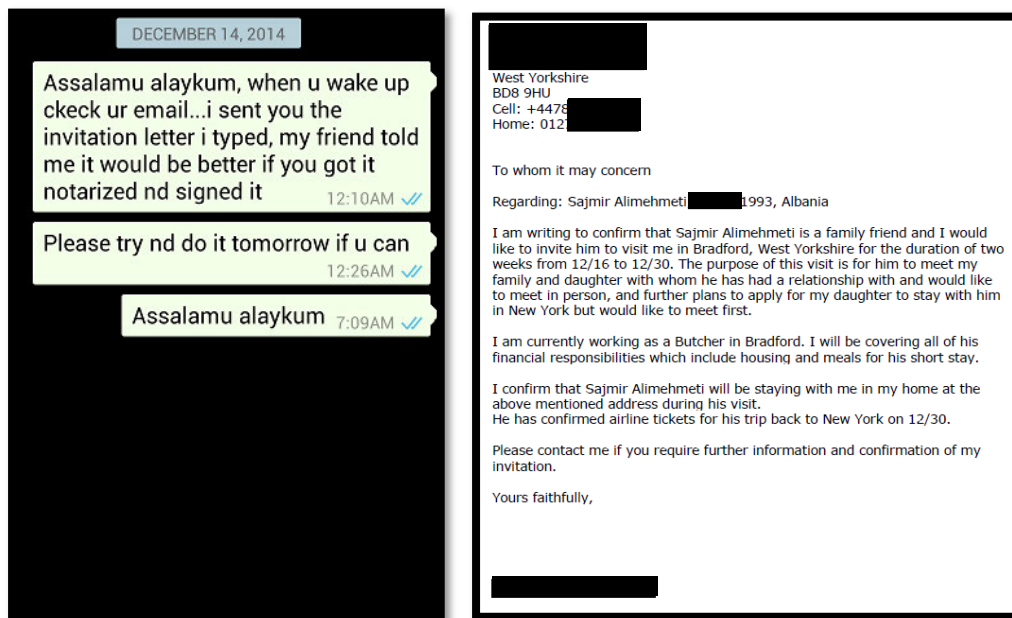 DECEMBER 14, 2014
Assalamu alaykum, when u wake up
ckeck ur email...i sent you the
invitation letter i typed, my friend told
me it would be better if you got it
notarized nd signed it
12:10AM
Please try nd do it tomorrow if u can
12:26AM
Assalamu alaykum 7:09AM
West Yorkshire
BD8 9HU
Cell: +4478
Home: 012
To whom it may concern
Regarding: Sajmir Alimehmeti 1993, Albania
I am writing to confirm that Sajmir Alimehmeti is a family friend and I would
like to invite him to visit me in Bradford, West Yorkshire for the duration of two
weeks from 12/16 to 12/30. The purpose of this visit is for him to meet my
family and daughter with whom he has had a relationship with and would like
to meet in person, and further plans to apply for my daughter to stay with him
in New York but would like to meet first.
I am currently working as a Butcher in Bradford. I will be covering all of his
financial responsibilities which include housing and meals for his short stay.
I confirm that Sajmir Alimehmeti will be staying with me in my home at the
above mentioned address during his visit.
He has confirmed airline tickets for his trip back to New York on 12/30.
Please contact me if you require further information and confirmation of my
invitation.
Yours faithfully,